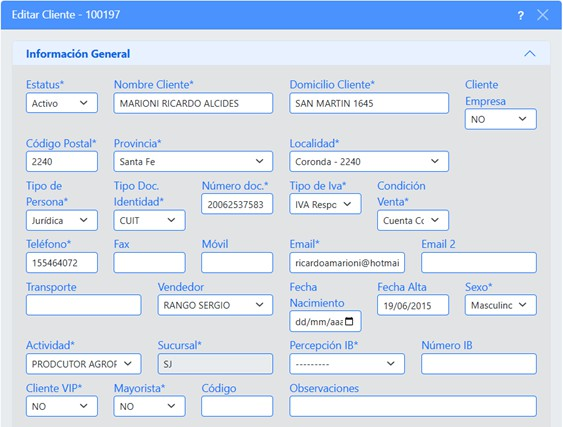 Editar Cliente - 100197 ?
Información General
Estatus* Nombre Cliente* Domicilio Cliente* Cliente Empresa
Activo MARIONI RICARDO ALCIDES SAN MARTIN 1645 NO
Código Postal* Provincia* Localidad*
2240 Santa Fe Coronda - 2240
Tipo de Persona* Tipo Doc. Identidad* Número doc.* Tipo de Iva* Condición Venta*
Jurídica CUIT 20062537583 IVA Respo Cuenta Co
Teléfono* Fax Móvil Email* Email 2
155464072 ricardoamarioni@hotmai
Transporte Vendedor Fecha Nacimiento Fecha Alta Sexo*
RANGO SERGIO dd/mm/aaa 19/06/2015 Masculinc
Actividad* Sucursal* Percepción IB* Número IB
PRODCUTOR AGROF SJ ---------
Cliente VIP* Mayorista* Código Observaciones
NO NO